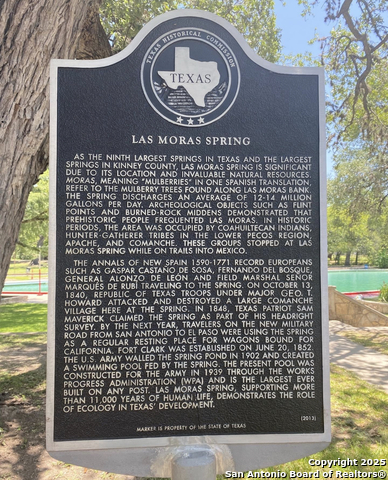 TEXAS HISTORICAL COMMISSION
TEXAS
LAS MORAS SPRING
AS THE NINTH LARGEST SPRINGS IN TEXAS AND THE LARGEST
SPRINGS IN KINNEY COUNTY, LAS MORAS SPRING IS SIGNIFICANT
DUE TO ITS LOCATION AND INVALUABLE NATURAL RESOURCES.
MORAS, MEANING "MULBERRIES" IN ONE SPANISH TRANSLATION,
REFER TO THE MULBERRY TREES FOUND ALONG LAS MORAS BANK.
THE SPRING DISCHARGES AN AVERAGE OF 12-14 MILLION
GALLONS PER DAY. ARCHAELOGICAL OBJECTS SUCH AS FLINT
POINTS AND BURNED-ROCK MIDDENS DEMONSTRATED THAT
PREHISTORIC PEOPLE FREQUENTED LAS MORAS. IN HISTORIC
PERIODS, THE AREA WAS OCCUPIED BY COAHUILTECAN INDIANS,
HUNTER-GATHERER TRIBES IN THE LOWER PECOS REGION,
APACHE, AND COMANCHE. THESE GROUPS STOPPED AT LAS
MORAS SPRING WHILE ON TRAILS INTO MEXICO.
THE ANNALS OF NEW SPAIN 1590-1771 RECORD EUROPEANS
SUCH AS GASPAR CASTAÑO DE SOSA, FERNANDO DEL BOSQUE,
GENERAL ALONZO DE LEON AND FIELD MARSHAL SENOR
MARQUÉS DE RUBI TRAVELING TO THE SPRING. ON OCTOBER 13,
1840, REPUBLIC OF TEXAS TROOPS UNDER MAJOR GEO. T.
HOWARD ATTACKED AND DESTROYED A LARGE COMANCHE
VILLAGE HERE AT THE SPRING. IN 1848, TEXAS PATRIOT SAM
MAVERICK CLAIMED THE SPRING AS PART OF HIS HEADRIGHT
SURVEY. BY THE NEXT YEAR, TRAVELERS ON THE NEW MILITARY
ROAD FROM SAN ANTONIO TO EL PASO WERE USING THE SPRING
AS A REGULAR RESTING PLACE FOR WAGONS BOUND FOR
CALIFORNIA. FORT CLARK WAS ESTABLISHED ON JUNE 20, 1852.
THE U.S. ARMY WALLED THE SPRING POND IN 1902 AND CREATED
A SWIMMING POOL FED BY THE SPRING. THE PRESENT POOL WAS
CONSTRUCTED FOR THE ARMY IN 1939 THROUGH THE WORKS
PROGRESS ADMINISTRATION (WPA) AND IS THE LARGEST EVER
BUILT ON ANY POST. LAS MORAS SPRING, SUPPORTING MORE
THAN 11,000 YEARS OF HUMAN LIFE, DEMONSTRATES THE ROLE
OF ECOLOGY IN TEXAS' DEVELOPMENT.
(2015)
MARKER IS PROPERTY OF THE STATE OF TEXAS
Copyright 2025
San Antonio Board of Realtors®